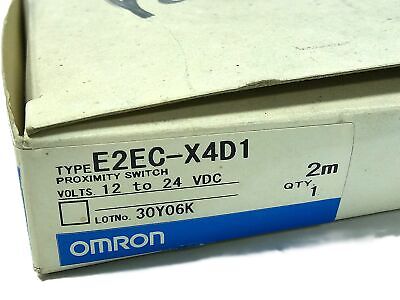 TYPE E2EC-X4D1
PROXIMITY SWITCH 2m
VOLTS. 12 to 24 VDC QTY 1
LOTNo. 30Y06K
OMRON